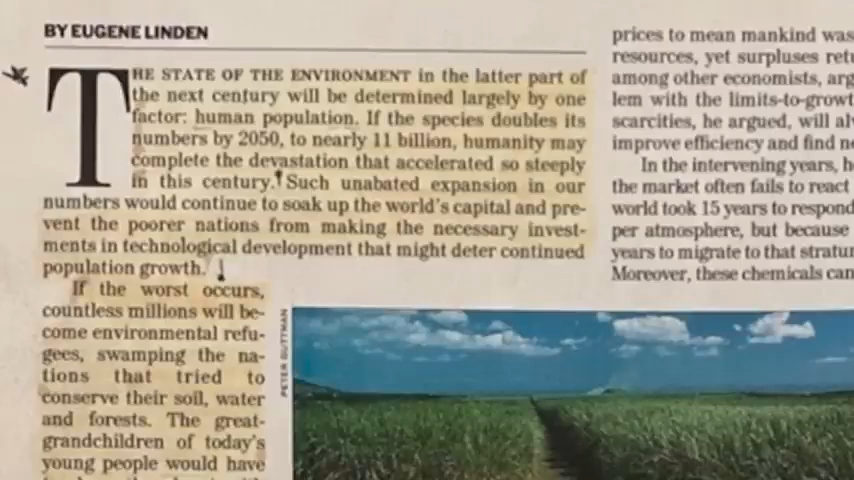 BY EUGENE LINDEN
THE STATE OF THE ENVIRONMENT in the latter part of
the next century will be determined largely by one
factor: human population. If the species doubles its
numbers by 2050, to nearly 11 billion, humanity may
complete the devastation that accelerated so steeply
in this century. Such unabated expansion in our
numbers would continue to soak up the world's capital and pre-
vent the poorer nations from making the necessary invest-
ments in technological development that might deter continued
population growth.
If the worst occurs,
countless millions will be-
come environmental refu-
gees, swamping the na-
tions that tried to
conserve their soil, water
and forests. The great-
grandchildren of today's
young people would have
PETER GUTTMAN
prices to mean mankind was
resources, yet surpluses
among other economists,
lem with the
scarcities, he argued, will
improve efficiency and find
In the intervening years,
the market often fails to react
world took 15 years to respond
per atmosphere, but because
years to migrate to that
Moreover, these chemicals can